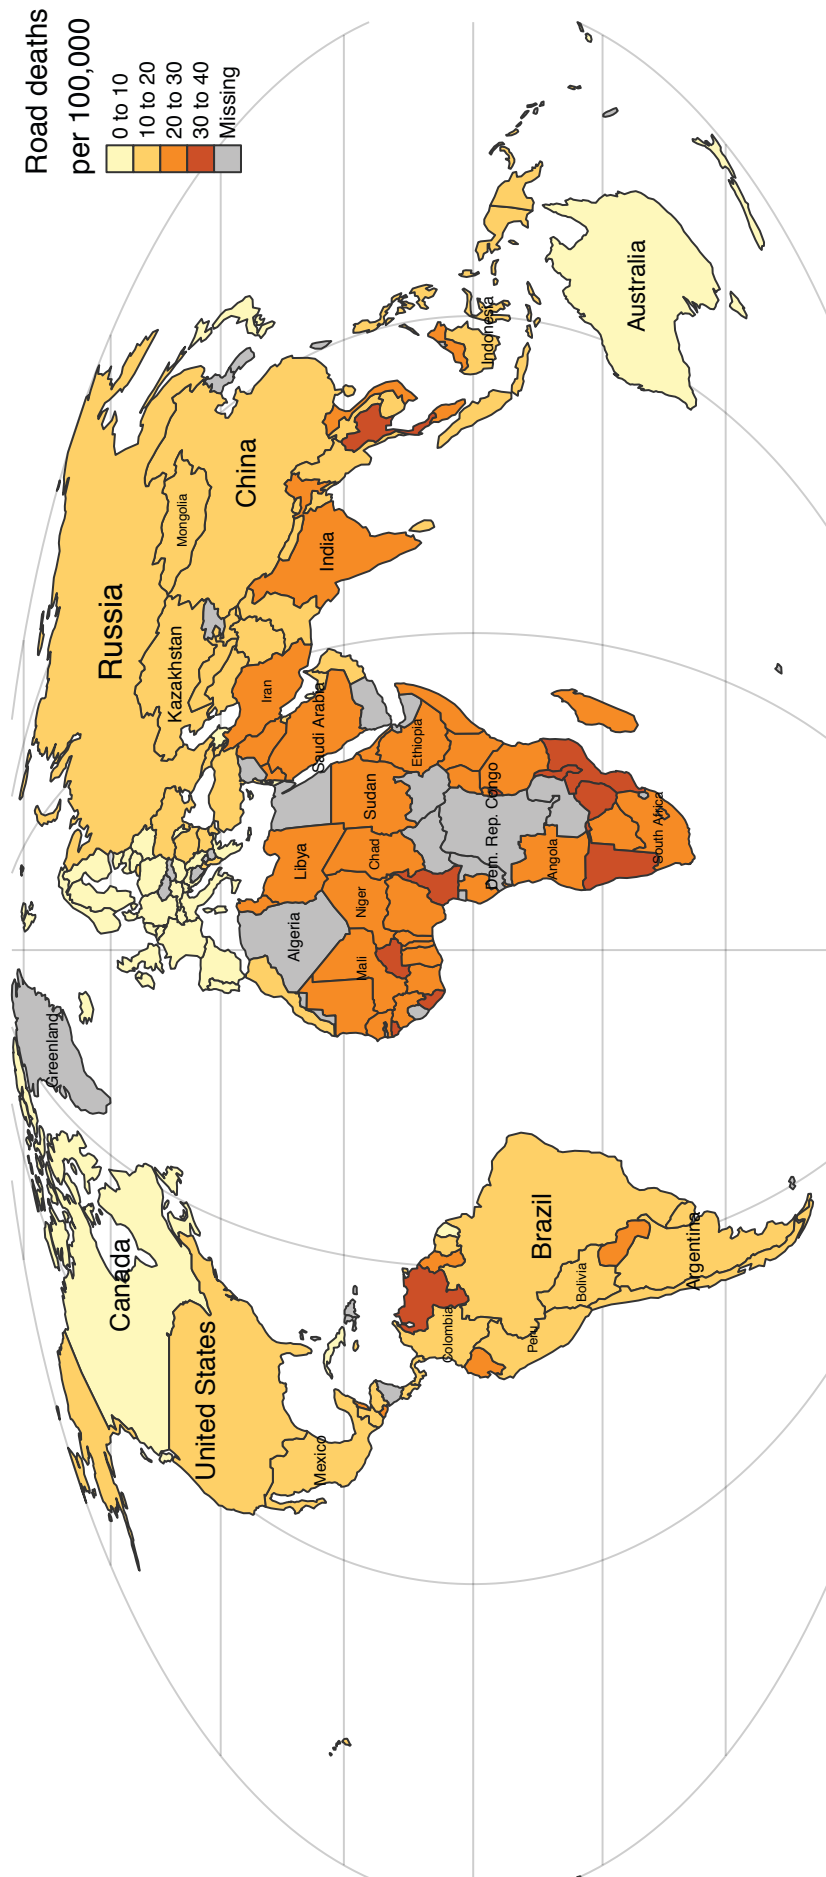 Road deaths
per 100,000
0 to 10
10 to 20
20 to 30
30 to 40
Missing
Greenland
Canada
United States
Mexico
Colombia
Peru
Brazil
Bolivia
Argentina
Russia
Kazakhstan
Mongolia
China
Iran
India
Saudi Arabia
Algeria
Libya
Mali
Niger
Chad
Sudan
Ethiopia
Dem. Rep. Congo
Angola
South Africa
Indonesia
Australia